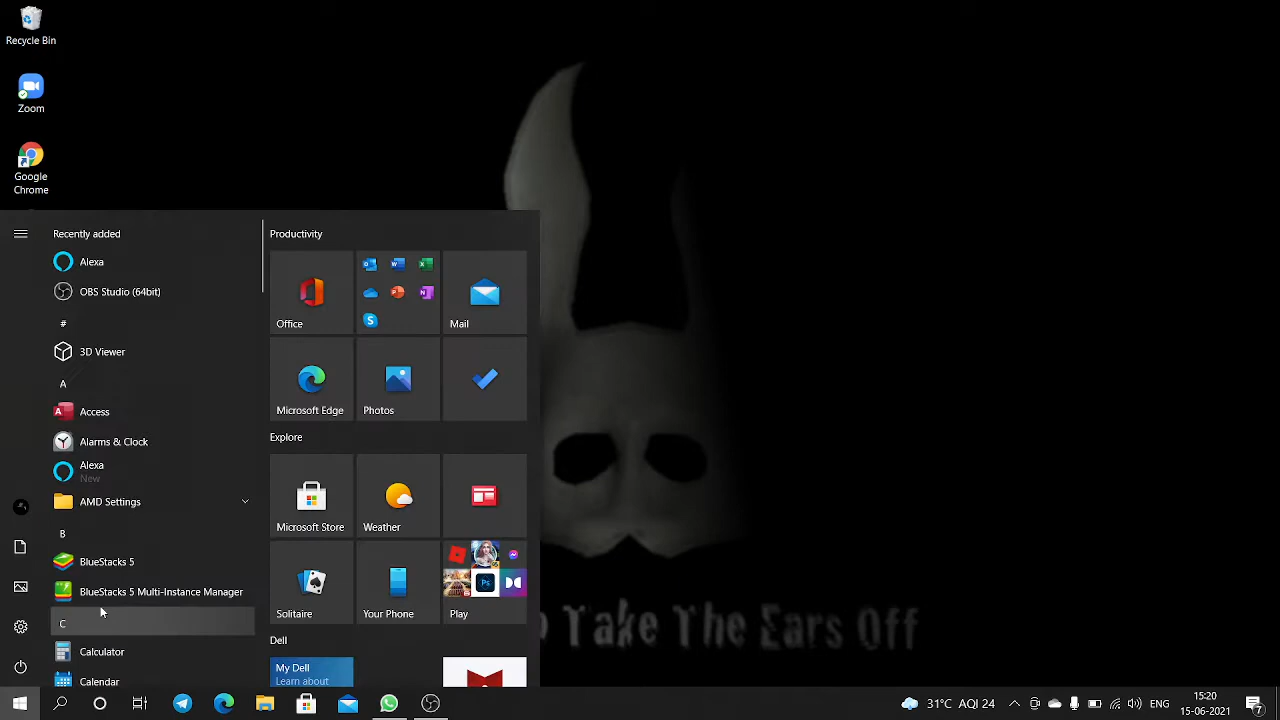 Recycle Bin
Zoom
Google
Chrome
Recently added
Alexa
OBS Studio (64bit)
#
3D Viewer
A
Access
Alarms & Clock
Alexa
New
AMD Settings
B
BlueStacks 5
BlueStacks 5 Multi-Instance Manager
C
Calculator
Calendar
Productivity
Office
Mail
Microsoft Edge
Photos
Explore
Microsoft Store
Weather
Solitaire
Your Phone
Play
Dell
My Dell
Learn about
Take The Ears Off
31°C AQI 24
ENG
15:20
15-06-2021
7